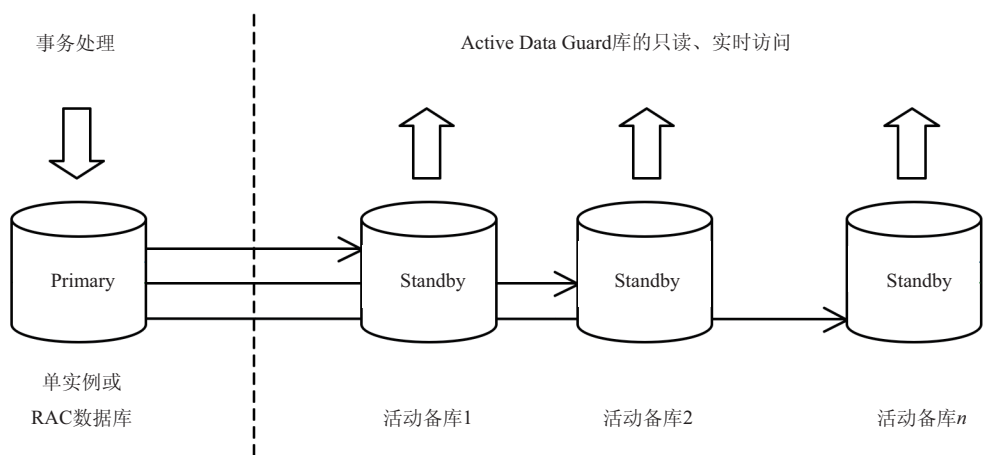 事务处理
Active Data Guard库的只读、实时访问
Primary
Standby
Standby
Standby
单实例或
RAC数据库
活动备库1
活动备库2
活动备库n